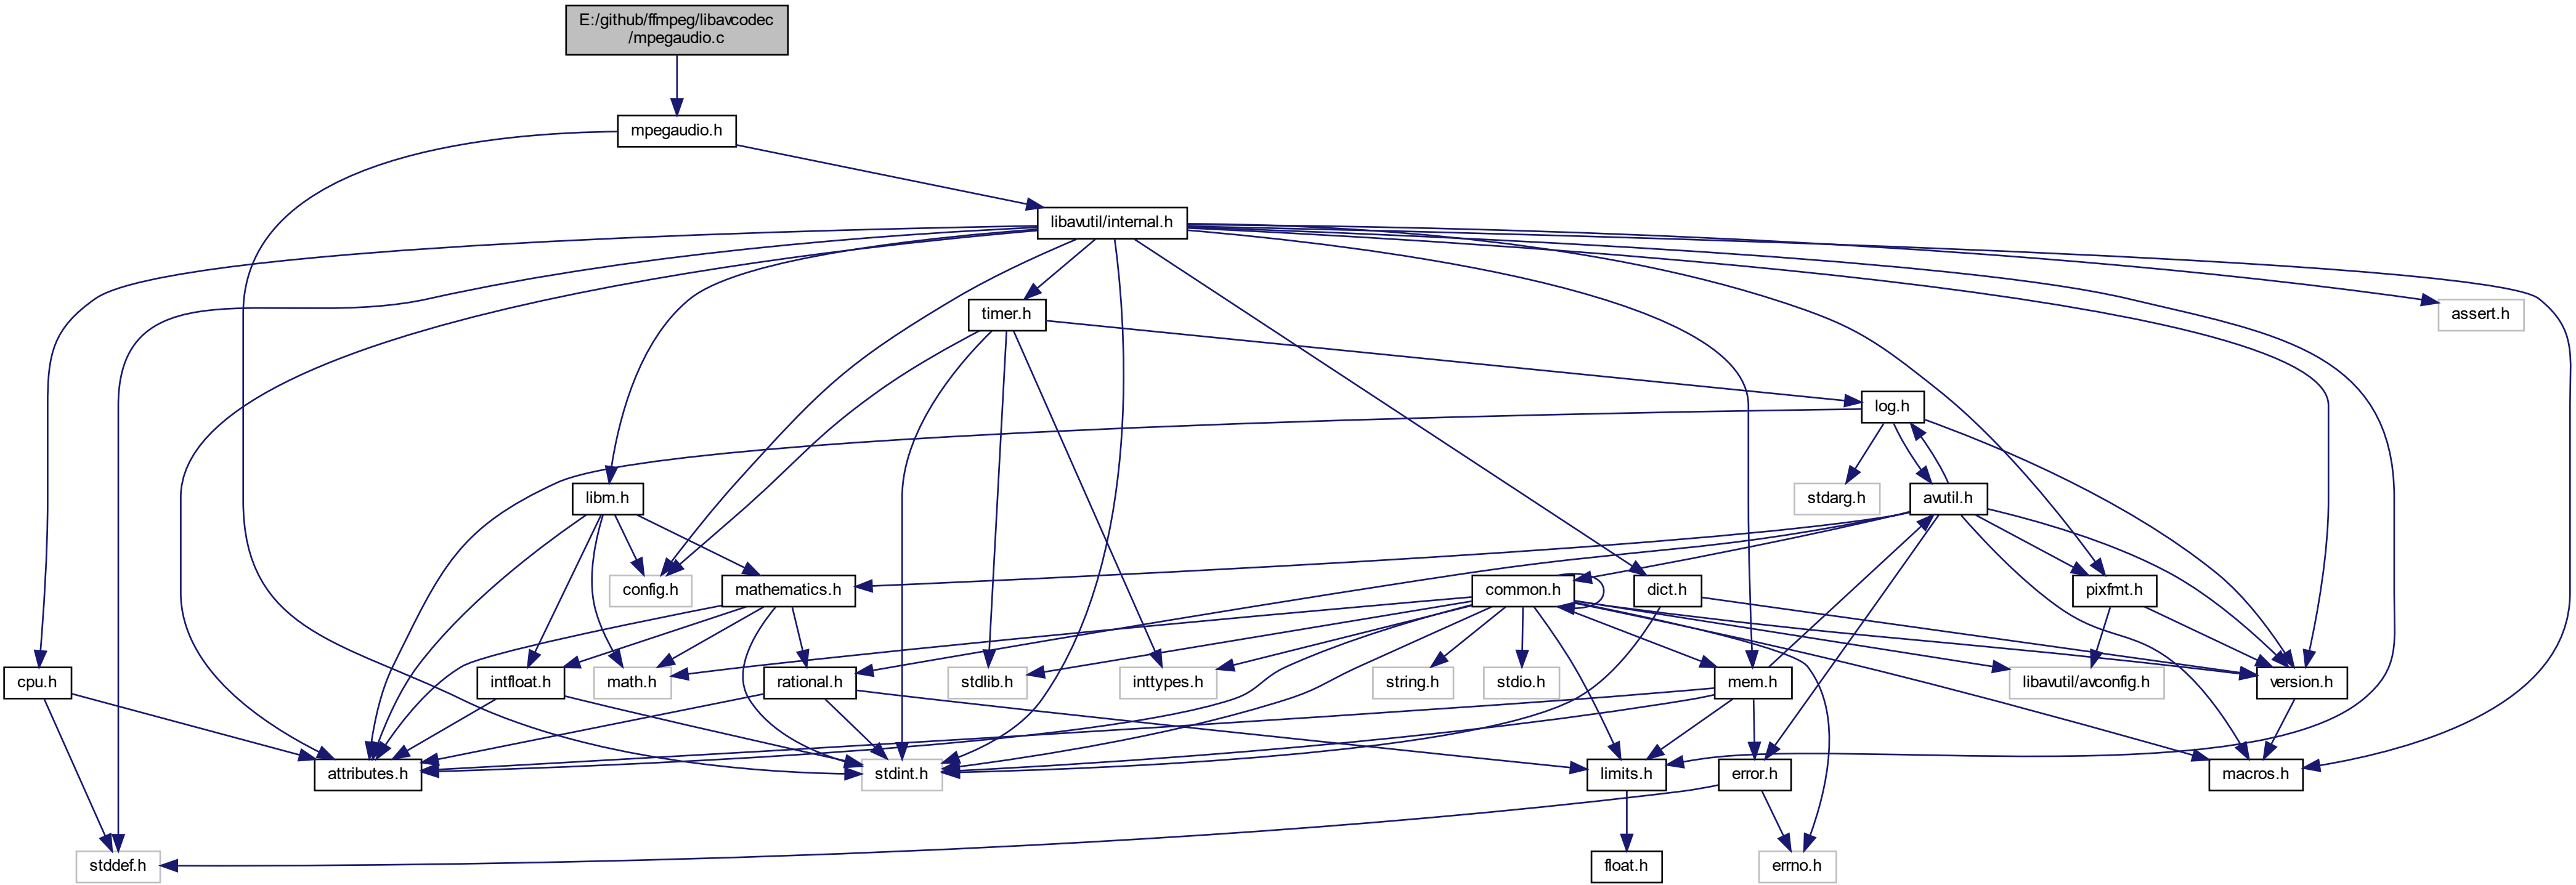 E:/github/ffmpeg/libavcodec
/mpegaudio.c
mpegaudio.h
libavutil/internal.h
timer.h
assert.h
log.h
libm.h
stdarg.h
avutil.h
config.h
mathematics.h
common.h
dict.h
pixfmt.h
cpu.h
intfloat.h
math.h
rational.h
stdlib.h
inttypes.h
string.h
stdio.h
mem.h
libavutil/avconfig.h
version.h
attributes.h
stdint.h
limits.h
error.h
macros.h
stddef.h
float.h
errno.h